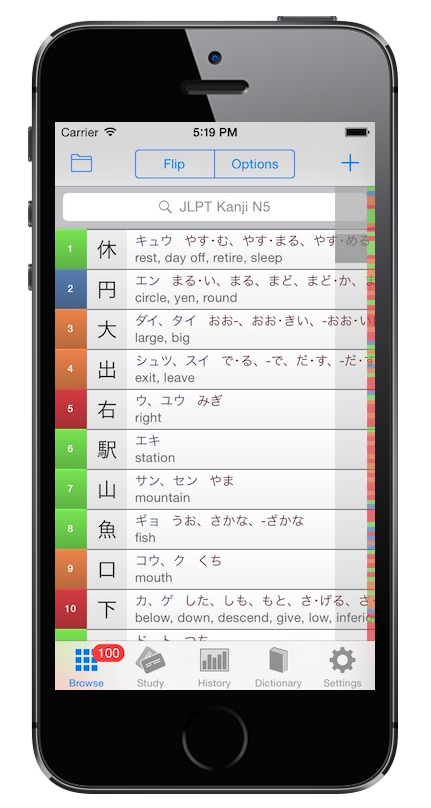 Carrier 5:19 PM
Flip Options +
JLPT Kanji N5
1 休 キュウ やす·む、やす·まる、やす·める
rest, day off, retire, sleep
2 円 エン まる·い、まる、まど、まど·か、ま
circle, yen, round
3 大 ダイ、タイ おお-、おお·きい、-おお·い
large, big
4 出 シュツ、スイ で·る、-で、だ·す、-だ·す
exit, leave
5 右 ウ、ユウ みぎ
right
6 駅 エキ
station
7 山 サン、セン やま
mountain
8 魚 ギョ うお、さかな、-ざかな
fish
9 口 コウ、ク くち
mouth
10 下 カ、ゲ した、しも、もと、さ·げる、さ
below, down, descend, give, low, inferio
ド、ト つち
100
Browse Study History Dictionary Settings